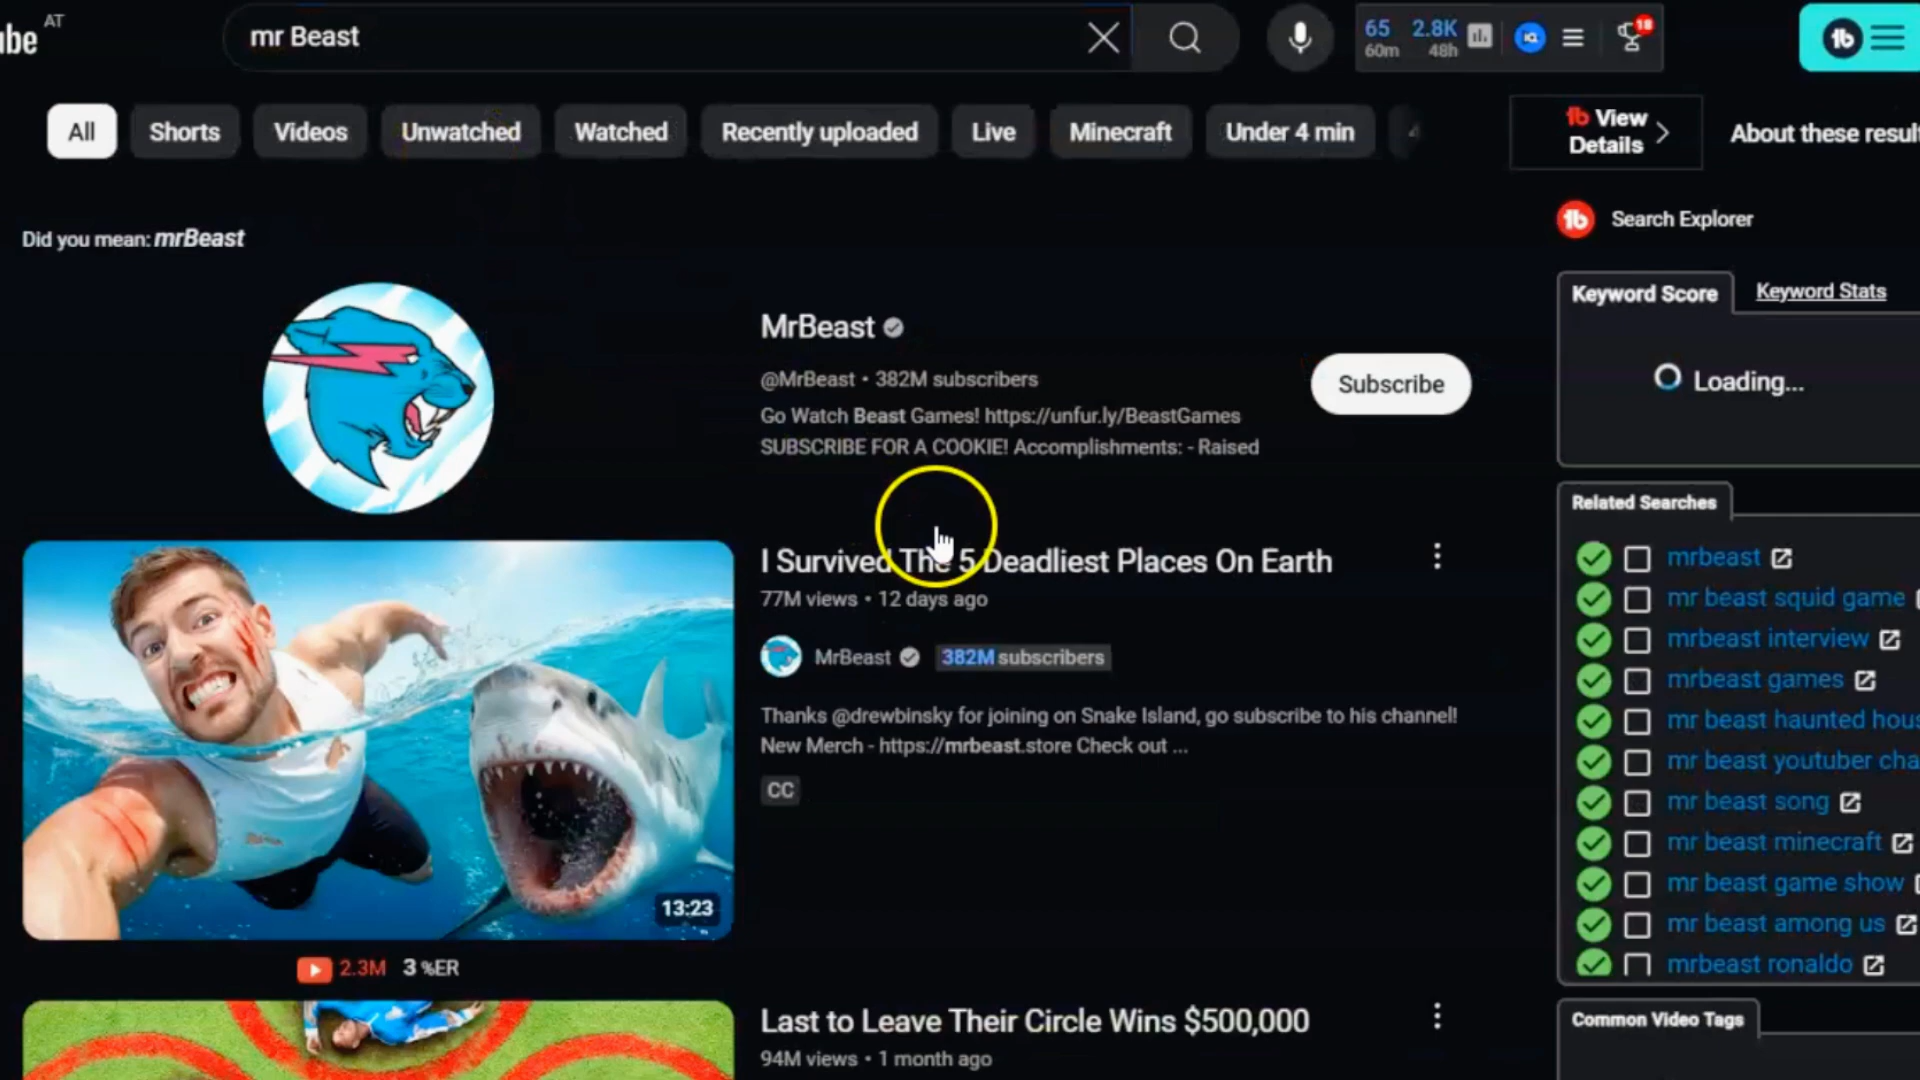 be AT
mr Beast
65 2.8K
60m 48h
18
All Shorts Videos Unwatched Watched Recently uploaded Live Minecraft Under 4 min
View
Details
About these result
Search Explorer
Did you mean: mrBeast
Keyword Score Keyword Stats
Loading...
MrBeast
@MrBeast • 382M subscribers
Subscribe
Go Watch Beast Games! https://unfur.ly/BeastGames
SUBSCRIBE FOR A COOKIE! Accomplishments: - Raised
I Survived The 5 Deadliest Places On Earth
77M views • 12 days ago
MrBeast 382M subscribers
Thanks @drewbinsky for joining on Snake Island, go subscribe to his channel!
New Merch - https://mrbeast.store Check out ...
CC
13:23
2.3M 3 %ER
Last to Leave Their Circle Wins $500,000
94M views • 1 month ago
Related Searches
mrbeast
mr beast squid game
mrbeast interview
mrbeast games
mr beast haunted hous
mr beast youtuber cha
mr beast song
mr beast minecraft
mr beast game show
mr beast among us
mrbeast ronaldo
Common Video Tags